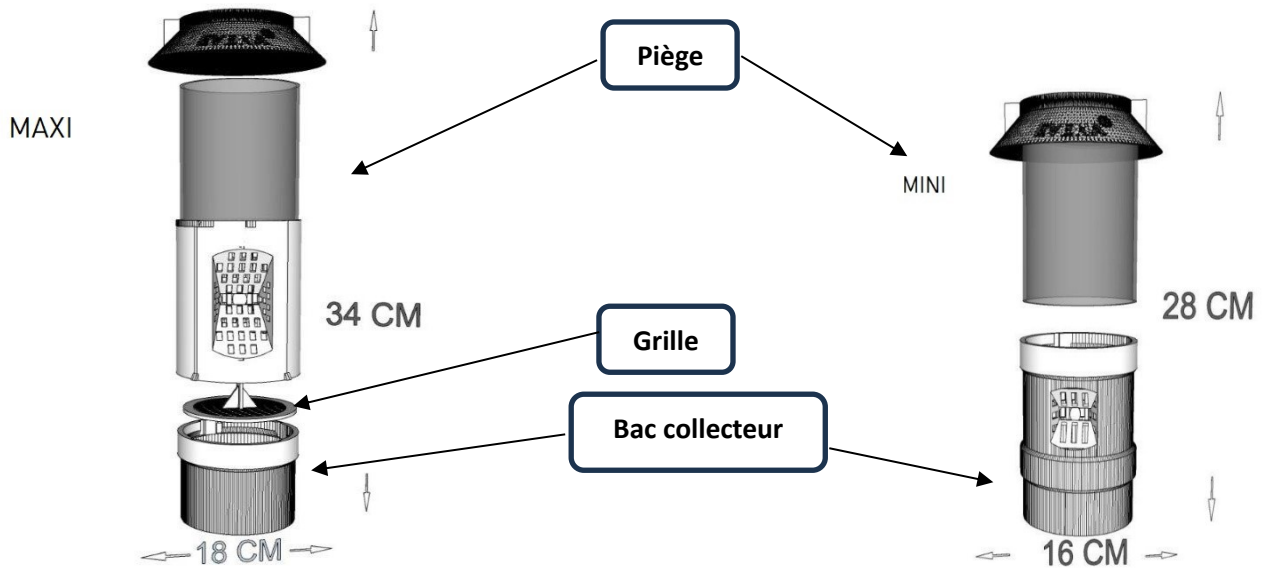 Piège
MAXI
MINI
34 CM
28 CM
Grille
Bac collecteur
18 CM
16 CM